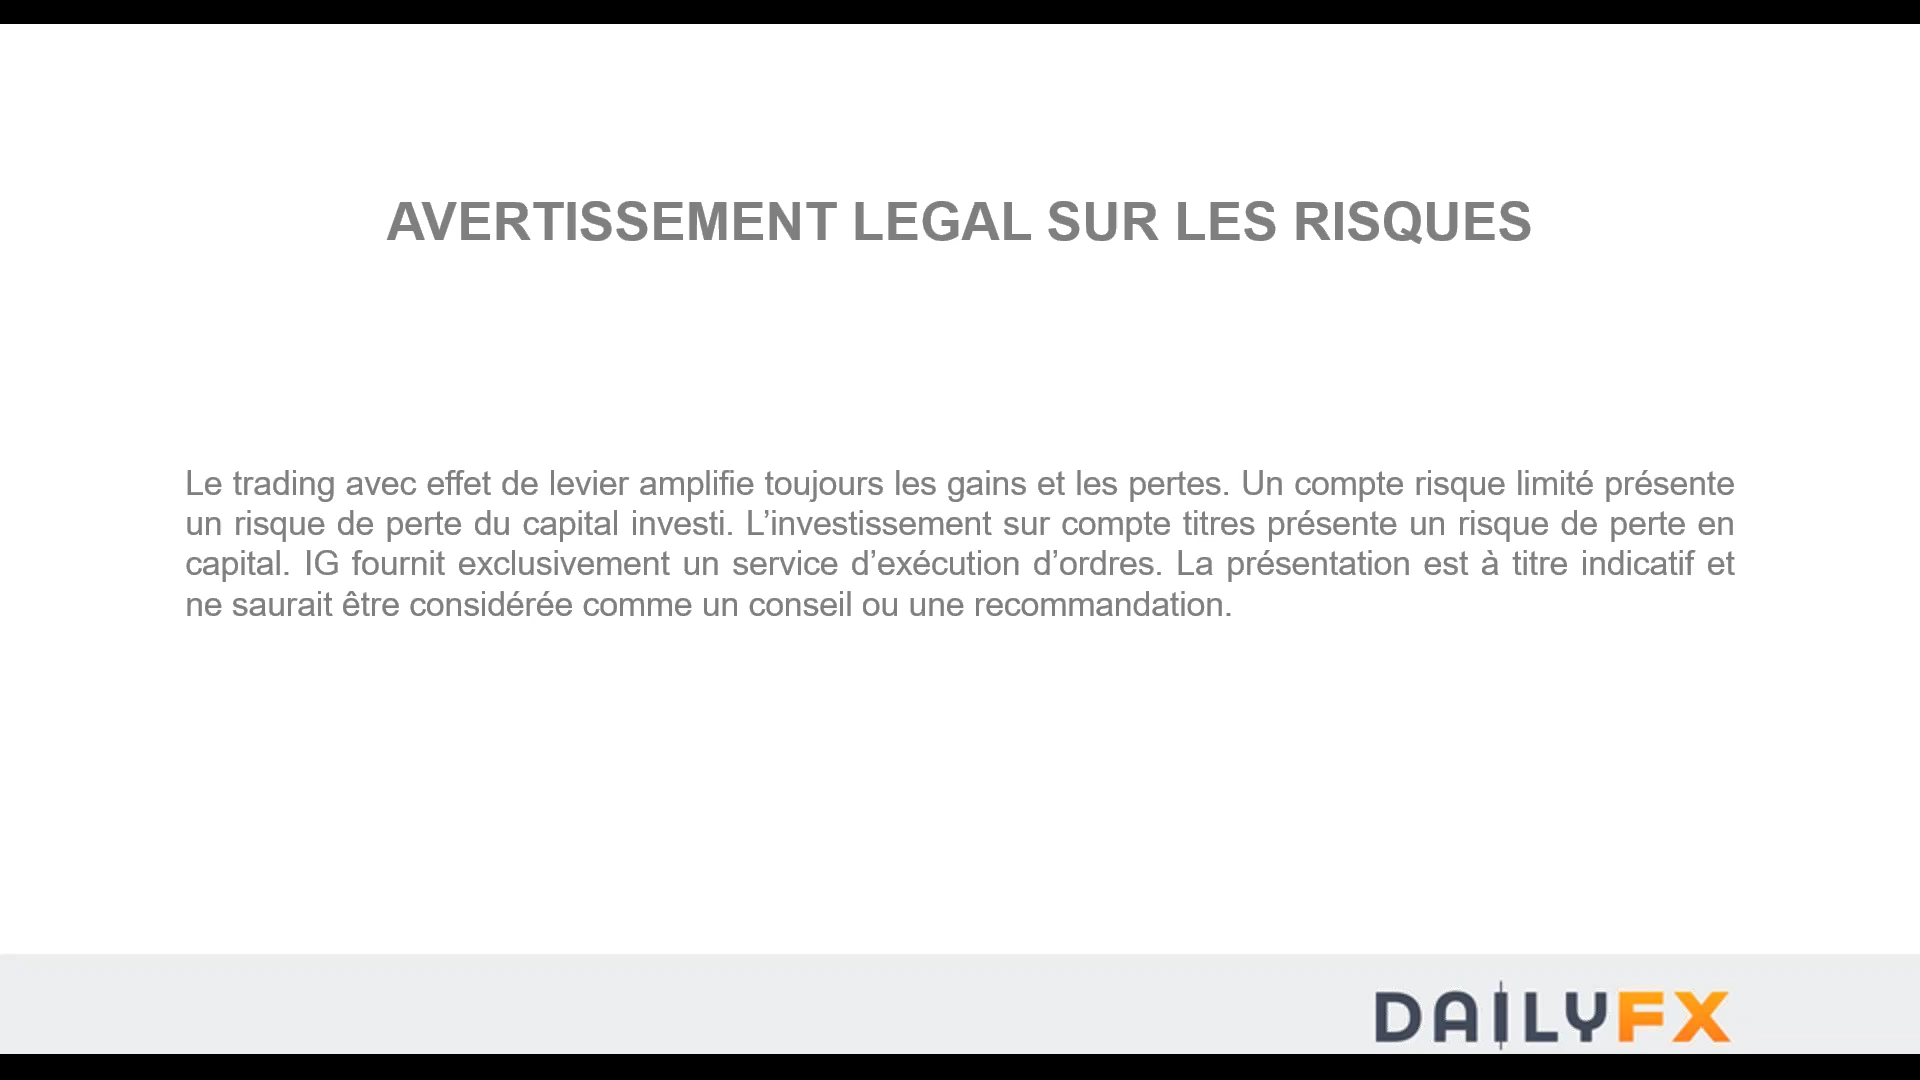 AVERTISSEMENT LEGAL SUR LES RISQUES
Le trading avec effet de levier amplifie toujours les gains et les pertes. Un compte risque limité présente
un risque de perte du capital investi. L’investissement sur compte titres présente un risque de perte en
capital. IG fournit exclusivement un service d’exécution d’ordres. La présentation est à titre indicatif et
ne saurait être considérée comme un conseil ou une recommandation.
DAILYFX